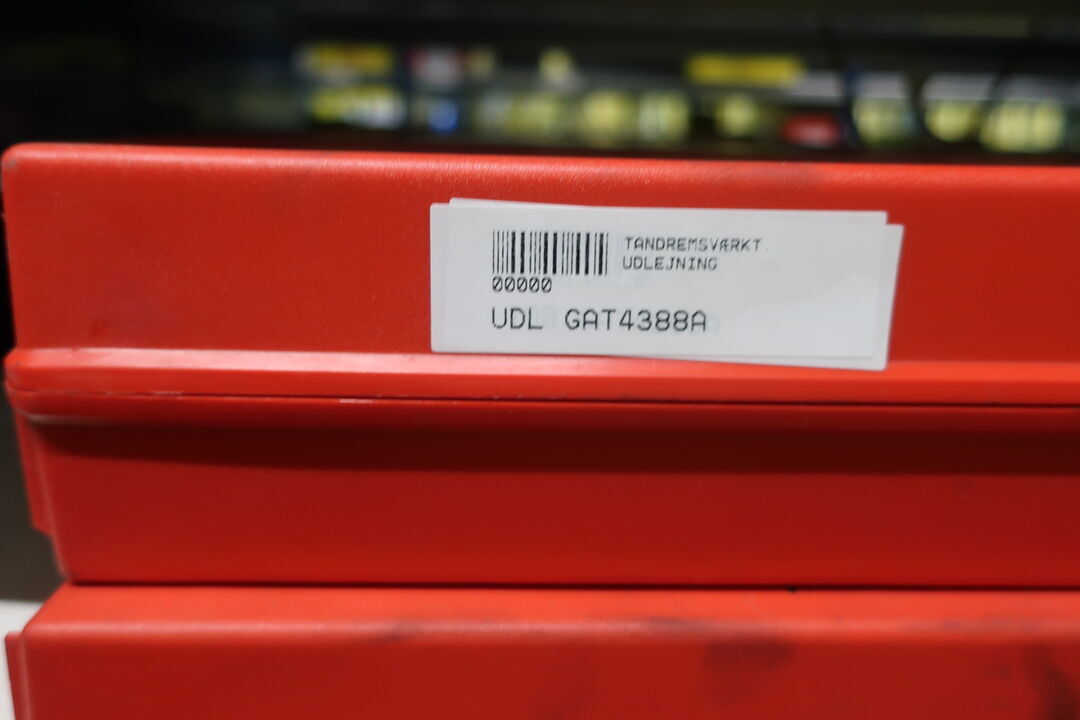 TANDREMSVÆRKT.
UDLEJNING
00000
UDL GAT4388A